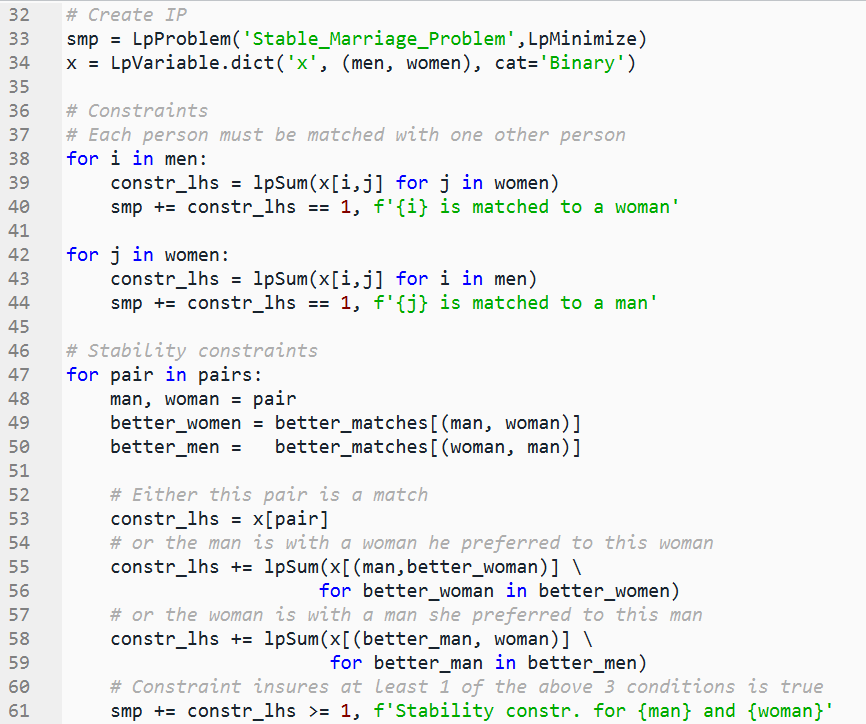 32 # Create IP
33 smp = LpProblem('Stable_Marriage_Problem',LpMinimize)
34 x = LpVariable.dict('x', (men, women), cat='Binary')
35
36 # Constraints
37 # Each person must be matched with one other person
38 for i in men:
39     constr_lhs = lpSum(x[i,j] for j in women)
40     smp += constr_lhs == 1, f'{i} is matched to a woman'
41
42 for j in women:
43     constr_lhs = lpSum(x[i,j] for i in men)
44     smp += constr_lhs == 1, f'{j} is matched to a man'
45
46 # Stability constraints
47 for pair in pairs:
48     man, woman = pair
49     better_women = better_matches[(man, woman)]
50     better_men =   better_matches[(woman, man)]
51
52     # Either this pair is a match
53     constr_lhs = x[pair]
54     # or the man is with a woman he preferred to this woman
55     constr_lhs += lpSum(x[(man,better_woman)] \
56                        for better_woman in better_women)
57     # or the woman is with a man she preferred to this man
58     constr_lhs += lpSum(x[(better_man, woman)] \
59                         for better_man in better_men)
60     # Constraint insures at least 1 of the above 3 conditions is true
61     smp += constr_lhs >= 1, f'Stability constr. for {man} and {woman}'